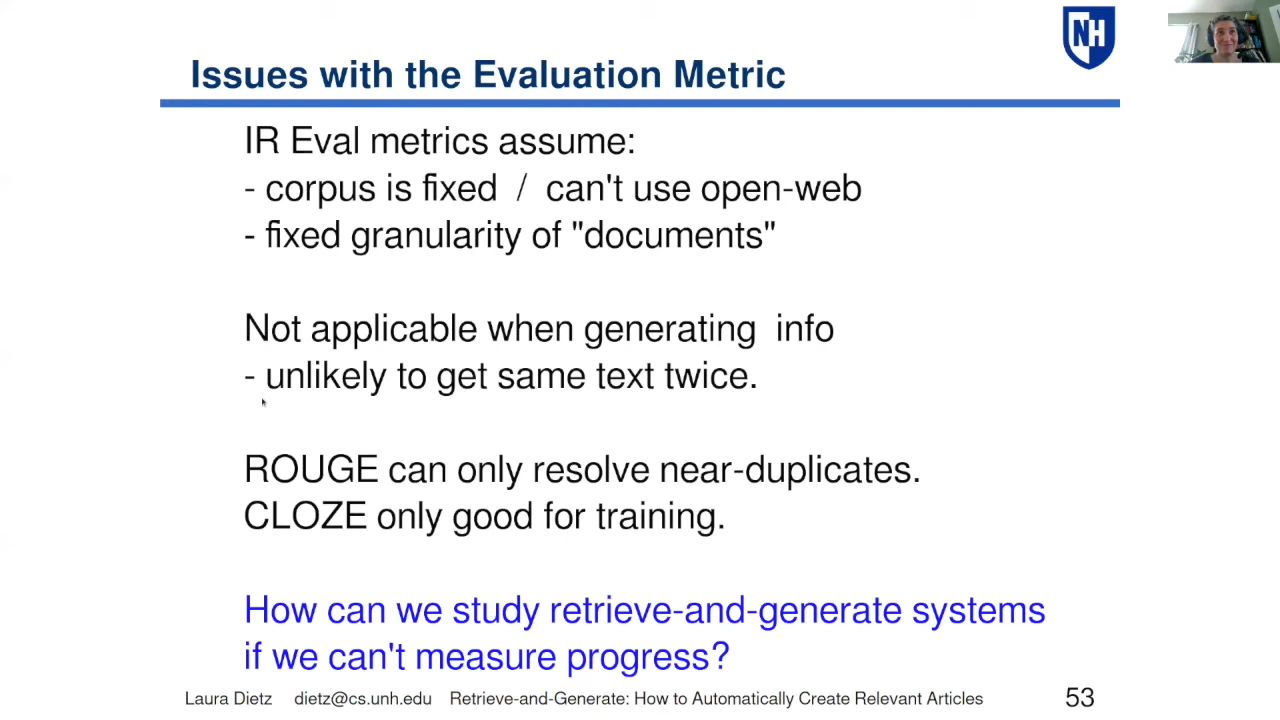 NH
Issues with the Evaluation Metric
IR Eval metrics assume:
- corpus is fixed / can't use open-web
- fixed granularity of "documents"
Not applicable when generating info
- unlikely to get same text twice.
ROUGE can only resolve near-duplicates.
CLOZE only good for training.
How can we study retrieve-and-generate systems
if we can't measure progress?
Laura Dietz dietz@cs.unh.edu Retrieve-and-Generate: How to Automatically Create Relevant Articles 53